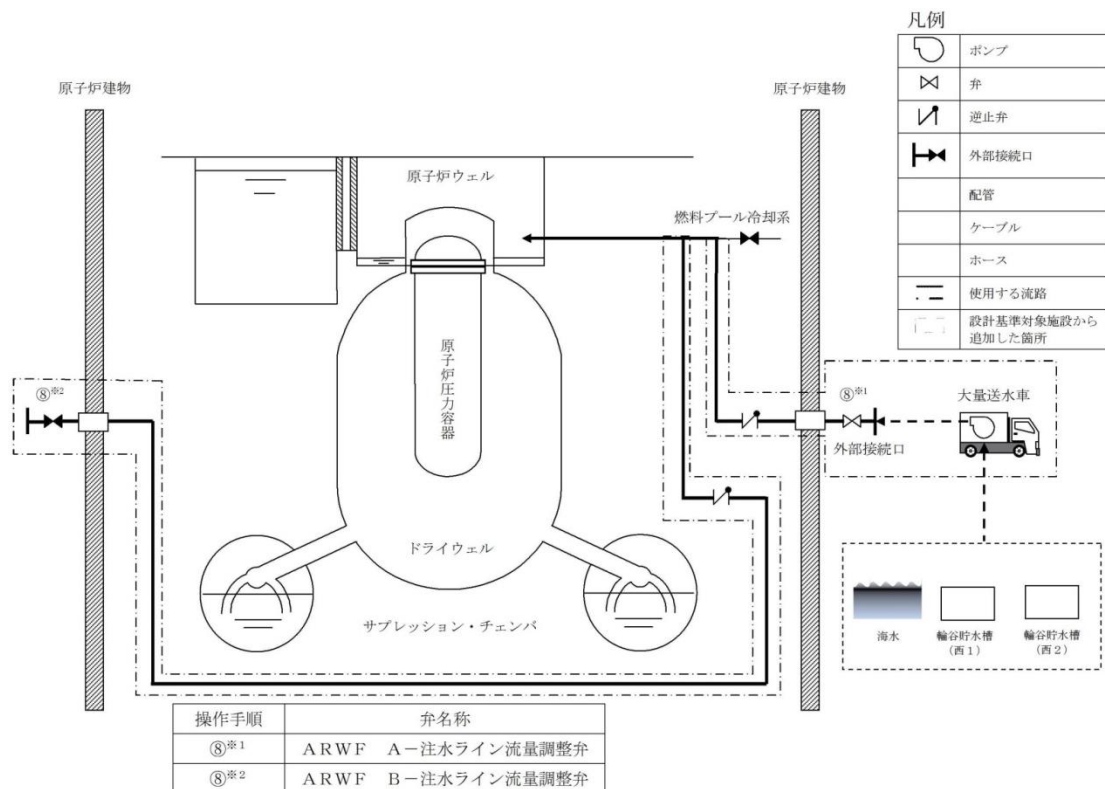 凡例
ポンプ
弁
逆止弁
外部接続口
配管
ケーブル
ホース
使用する流路
設計基準対象施設から
追加した箇所
原子炉建物
原子炉建物
原子炉ウェル
燃料プール冷却系
原子炉圧力容器
⑧※2
⑧※1
大量送水車
外部接続口
ドライウェル
サプレッション・チェンバ
海水
輪谷貯水槽
(西1)
輪谷貯水槽
(西2)
操作手順 弁名称
⑧※1 ARWF A-注水ライン流量調整弁
⑧※2 ARWF B-注水ライン流量調整弁